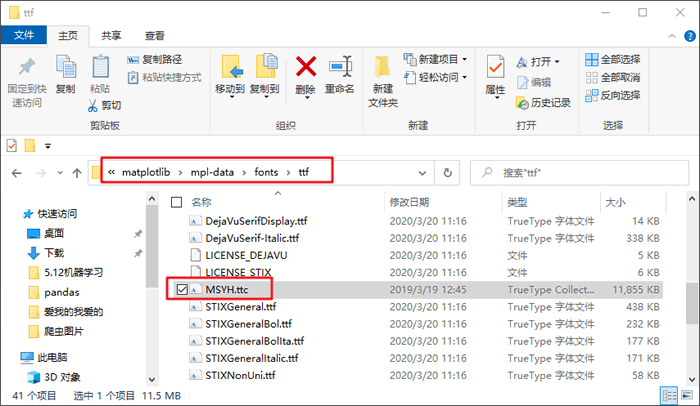 ttf
文件 主页 共享 查看
固定到快速访问
复制
粘贴
复制路径
粘贴快捷方式
剪切
剪贴板
移动到
复制到
删除
重命名
组织
新建
文件夹
新建项目
轻松访问
新建
属性
打开
编辑
历史记录
打开
全部选择
全部取消
反向选择
选择
« matplotlib › mpl-data › fonts › ttf
搜索"ttf"
快速访问
桌面
下载
5.12机器学习
pandas
爱我的我爱的
爬虫图片
此电脑
3D 对象
名称 修改日期 类型 大小
DejaVuSerifDisplay.ttf 2020/3/20 11:16 TrueType 字体文件 14 KB
DejaVuSerif-Italic.ttf 2020/3/20 11:16 TrueType 字体文件 338 KB
LICENSE_DEJAVU 2020/3/20 11:16 文件 5 KB
LICENSE_STIX 2020/3/20 11:16 文件 6 KB
MSYH.ttc 2019/3/19 12:45 TrueType Collect... 11,855 KB
STIXGeneral.ttf 2020/3/20 11:16 TrueType 字体文件 438 KB
STIXGeneralBol.ttf 2020/3/20 11:16 TrueType 字体文件 232 KB
STIXGeneralBolIta.ttf 2020/3/20 11:16 TrueType 字体文件 177 KB
STIXGeneralItalic.ttf 2020/3/20 11:16 TrueType 字体文件 171 KB
STIXNonUni.ttf 2020/3/20 11:16 TrueType 字体文件 58 KB
41 个项目 选中 1 个项目 11.5 MB